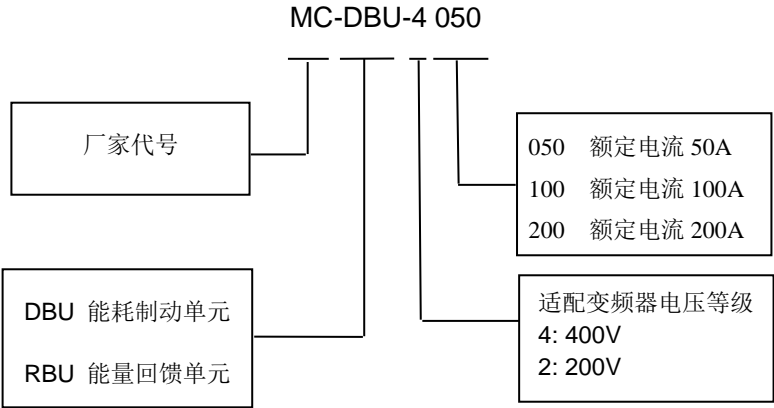 MC-DBU-4 050
厂家代号
050 额定电流 50A
100 额定电流 100A
200 额定电流 200A
DBU 能耗制动单元
RBU 能量回馈单元
适配变频器电压等级
4: 400V
2: 200V